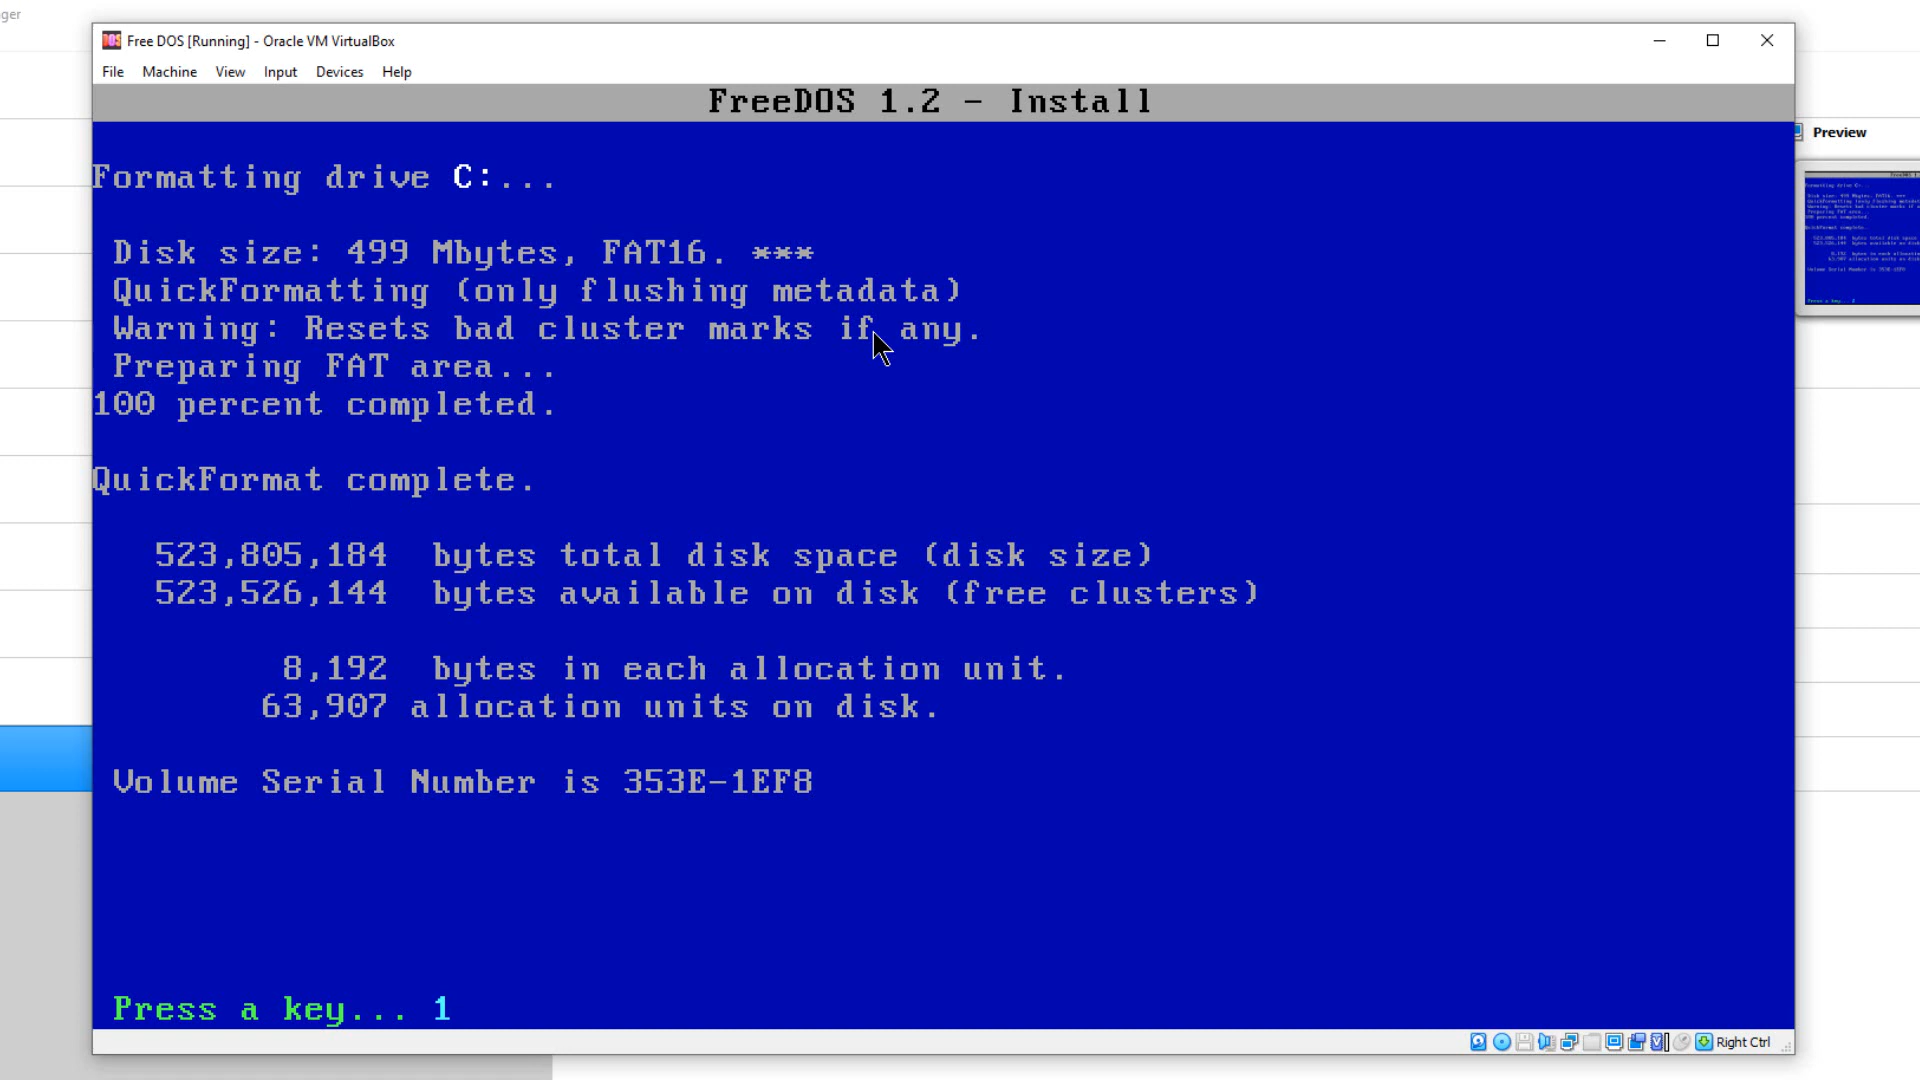 ger
Free DOS [Running] - Oracle VM VirtualBox
File Machine View Input Devices Help
FreeDOS 1.2 - Install
Preview
Formatting drive C:...
Disk size: 499 Mbytes, FAT16. ***
QuickFormatting (only flushing metadata)
Warning: Resets bad cluster marks if any.
Preparing FAT area...
100 percent completed.
QuickFormat complete.
523,805,184 bytes total disk space (disk size)
523,526,144 bytes available on disk (free clusters)
8,192 bytes in each allocation unit.
63,907 allocation units on disk.
Volume Serial Number is 353E-1EF8
Press a key... 1
Right Ctrl